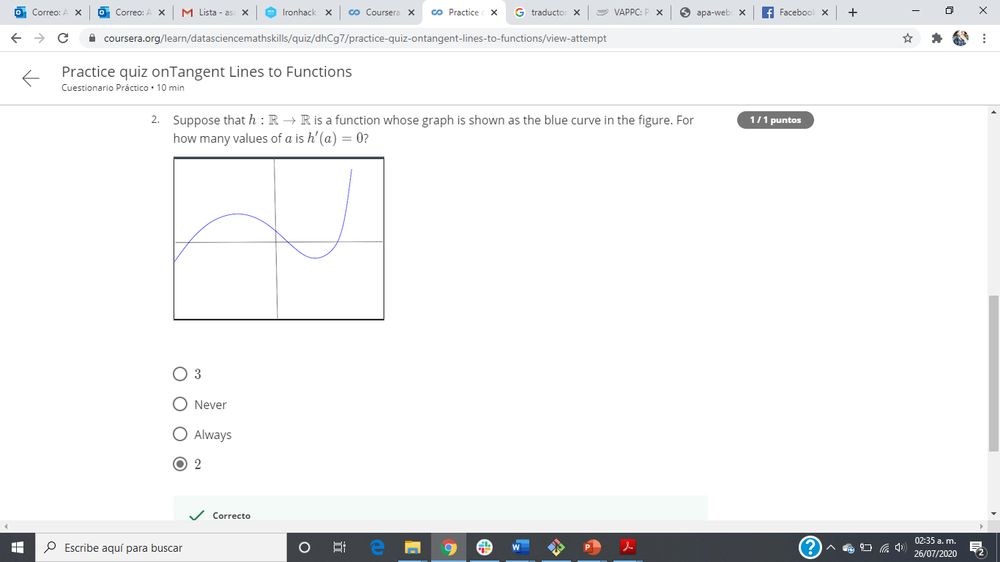 Correo: A
Correo: A
Lista - as
Ironhack
Coursera
Practice
traductor
VAPPC: P
apa-web
Facebook
coursera.org/learn/datasciencemathskills/quiz/dhCg7/practice-quiz-ontangent-lines-to-functions/view-attempt
Practice quiz onTangent Lines to Functions
Cuestionario Práctico • 10 min
2. Suppose that h : ℝ → ℝ is a function whose graph is shown as the blue curve in the figure. For
how many values of a is h′(a) = 0?
1 / 1 puntos
3
Never
Always
2
Correcto
Escribe aquí para buscar
02:35 a. m.
26/07/2020
2